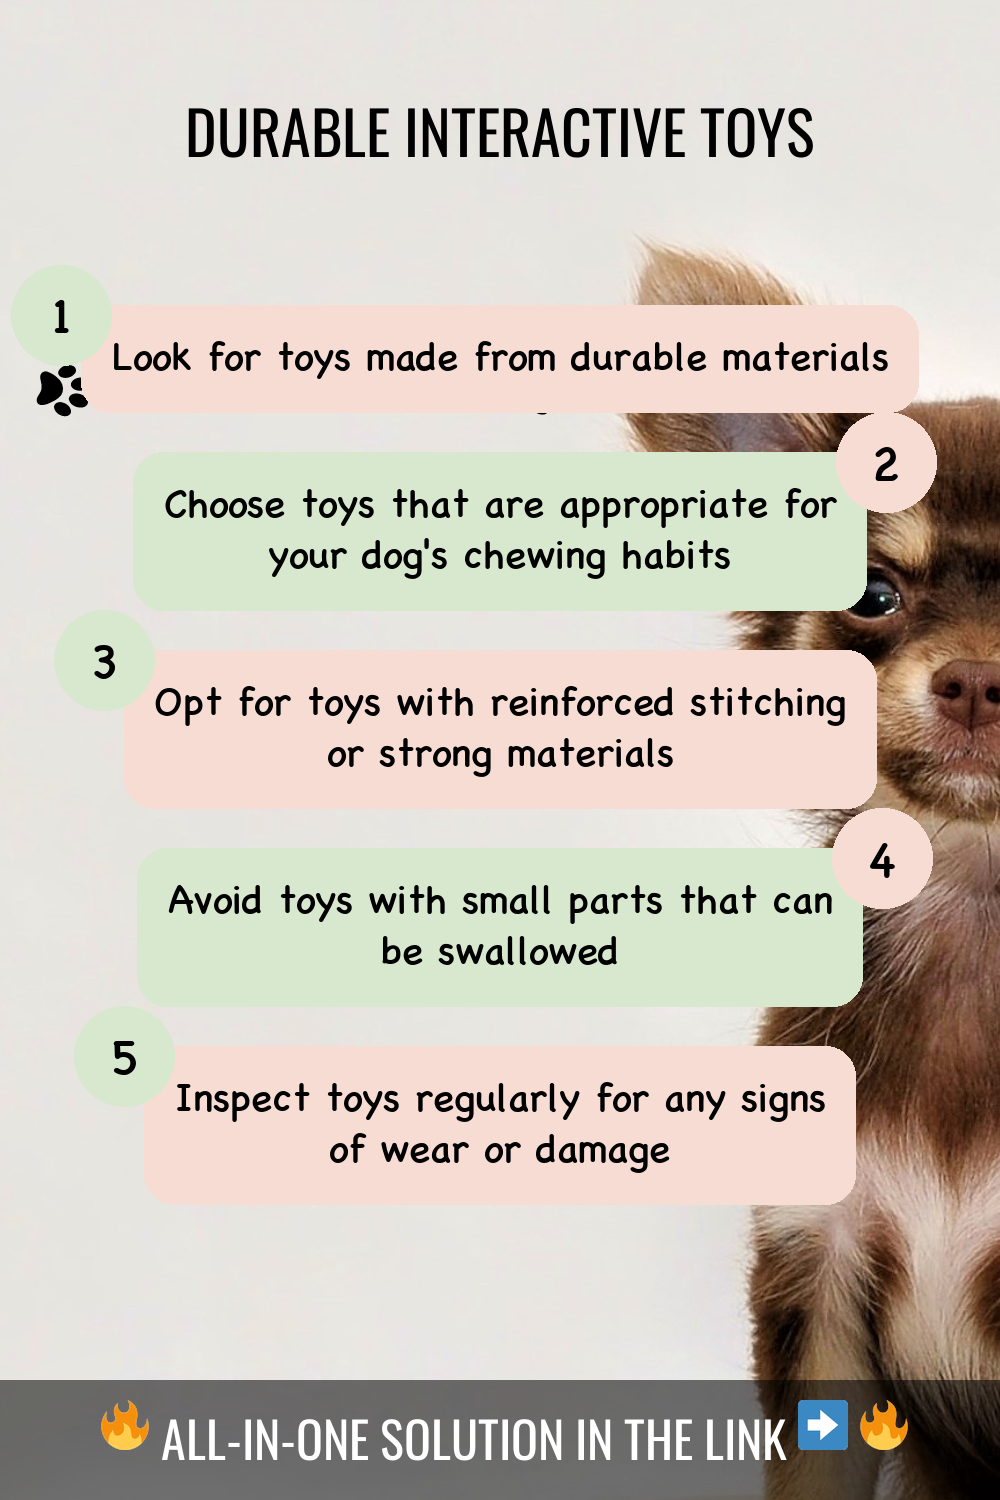 DURABLE INTERACTIVE TOYS
1
Look for toys made from durable materials
2
Choose toys that are appropriate for
your dog's chewing habits
3
Opt for toys with reinforced stitching
or strong materials
4
Avoid toys with small parts that can
be swallowed
5
Inspect toys regularly for any signs
of wear or damage
🔥 ALL-IN-ONE SOLUTION IN THE LINK ➡️ 🔥